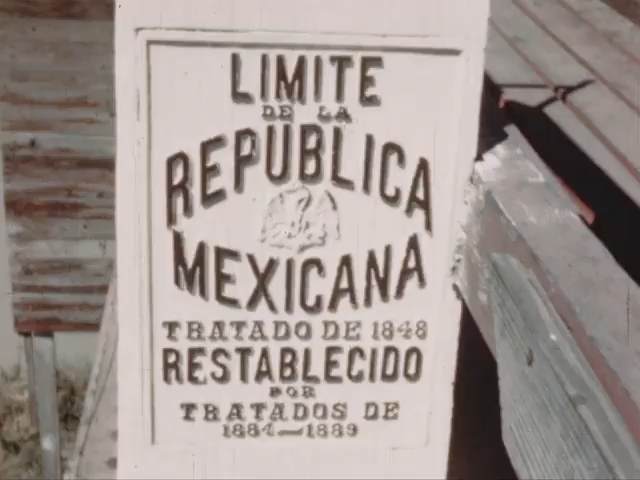 LIMITE
DE LA
REPUBLICA
MEXICANA
TRATADO DE 1848
RESTABLECIDO
POR
TRATADOS DE
1884—1889